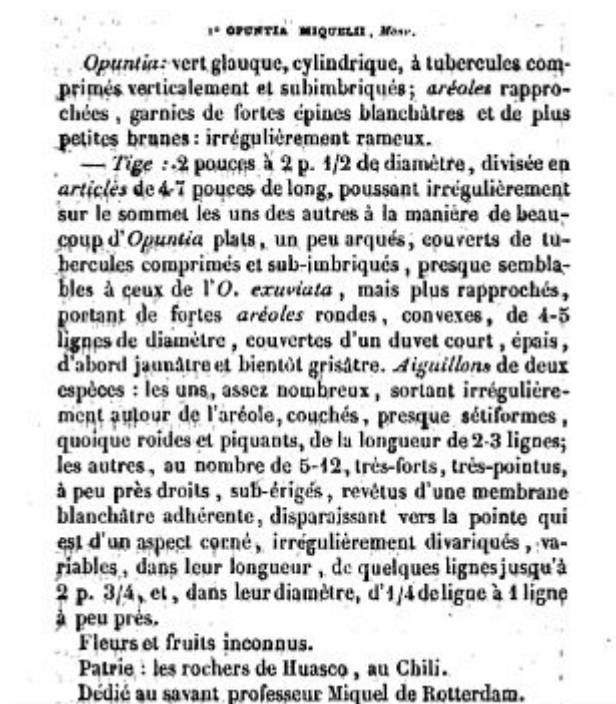 1º OPUNTIA MIQUELII, Monv.
Opuntia: vert glauque, cylindrique, à tubercules com-
primés verticalement et subimbriqués; aréoles rappro-
chées, garnies de fortes épines blanchâtres et de plus
petites brunes: irrégulièrement rameux.
— Tige : 2 pouces à 2 p. 1/2 de diamètre, divisée en
articles de 4-7 pouces de long, poussant irrégulièrement
sur le sommet les uns des autres à la manière de beau-
coup d'Opuntia plats, un peu arqués, couverts de tu-
bercules comprimés et sub-imbriqués, presque sembla-
bles à ceux de l'O. exuviata, mais plus rapprochés,
portant de fortes aréoles rondes, convexes, de 4-5
lignes de diamètre, couvertes d'un duvet court, épais,
d'abord jaunâtre et bientôt grisâtre. Aiguillons de deux
espèces : les uns, assez nombreux, sortant irrégulière-
ment autour de l'aréole, couchés, presque sétiformes,
quoique roides et piquants, de la longueur de 2-3 lignes;
les autres, au nombre de 5-12, très-forts, très-pointus,
à peu près droits, sub-érigés, revétus d'une membrane
blanchâtre adhérente, disparaissant vers la pointe qui
est d'un aspect corné, irrégulièrement divariqués, va-
riables, dans leur longueur, de quelques lignes jusqu'à
2 p. 3/4, et, dans leur diamètre, d'1/4 de ligne à 1 ligne
à peu prés.
Fleurs et fruits inconnus.
Patrie : les rochers de Huasco, au Chili.
Dédié au savant professeur Miquel de Rotterdam.